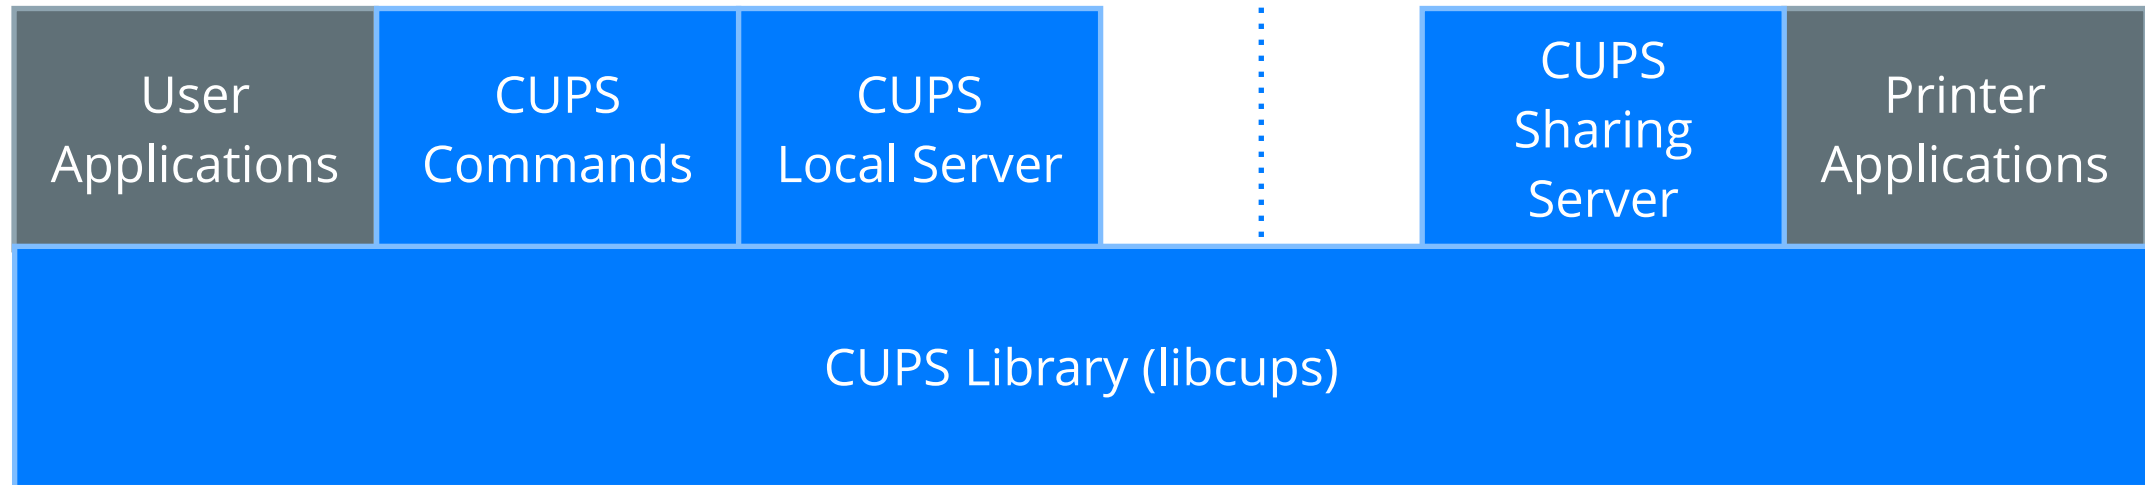 User
Applications
CUPS
Commands
CUPS
Local Server
CUPS
Sharing
Server
Printer
Applications
CUPS Library (libcups)